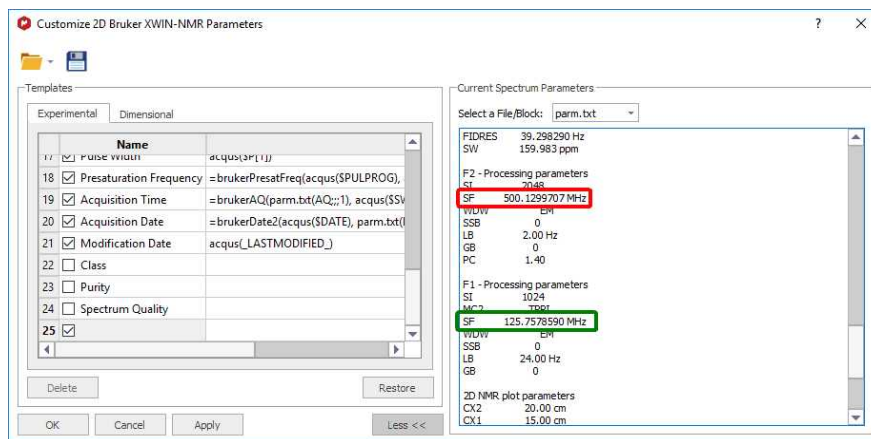 Customize 2D Bruker XWIN-NMR Parameters
? ×
Templates
Experimental Dimensional
Name
17 Pulse Width acqus($P[1])
18 Presaturation Frequency =brukerPresatFreq(acqus($PULPROG),
19 Acquisition Time =brukerAQ(parm.txt(AQ;;;1), acqus($SW
20 Acquisition Date =brukerDate2(acqus($DATE), parm.txt(
21 Modification Date acqus(_LASTMODIFIED_)
22 Class
23 Purity
24 Spectrum Quality
25
Delete Restore
OK Cancel Apply Less <<
Current Spectrum Parameters
Select a File/Block: parm.txt
FIDRES 39.298290 Hz
SW 159.983 ppm
F2 - Processing parameters
SI 2048
SF 500.1299707 MHz
WDW EM
SSB 0
LB 2.00 Hz
GB 0
PC 1.40
F1 - Processing parameters
SI 1024
MC2 TPPI
SF 125.7578590 MHz
WDW EM
SSB 0
LB 24.00 Hz
GB 0
2D NMR plot parameters
CX2 20.00 cm
CX1 15.00 cm